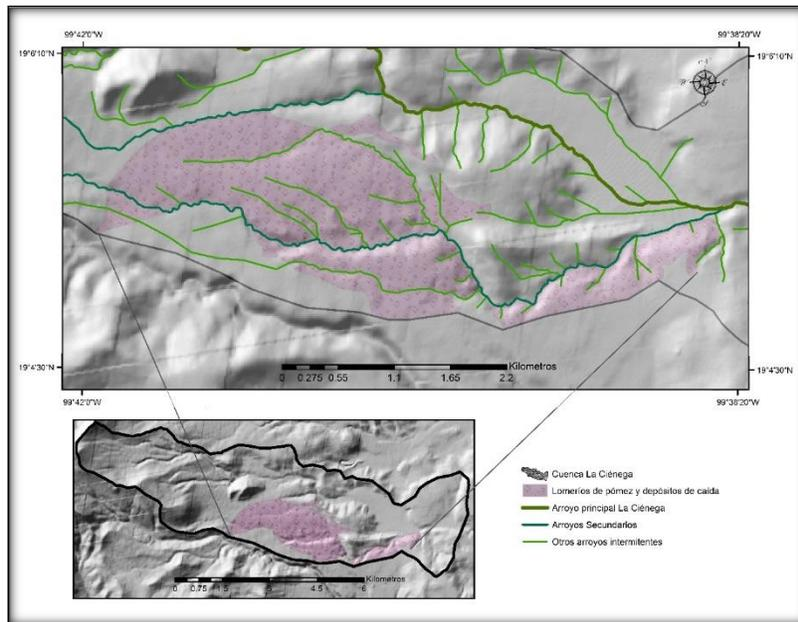 99°42'0"W
99°38'20"W
19°6'10"N
19°6'10"N
N
E
Kilometros
0 0.275 0.55 1.1 1.65 2.2
19°4'30"N
19°4'30"N
99°42'0"W
99°38'20"W
Cuenca La Ciénega
Lomeríos de pómez y depósitos de caída
Arroyo principal La Ciénega
Arroyos Secundarios
Otros arroyos intermitentes
Kilometros
0 0.75 1.5 3 4.5 6